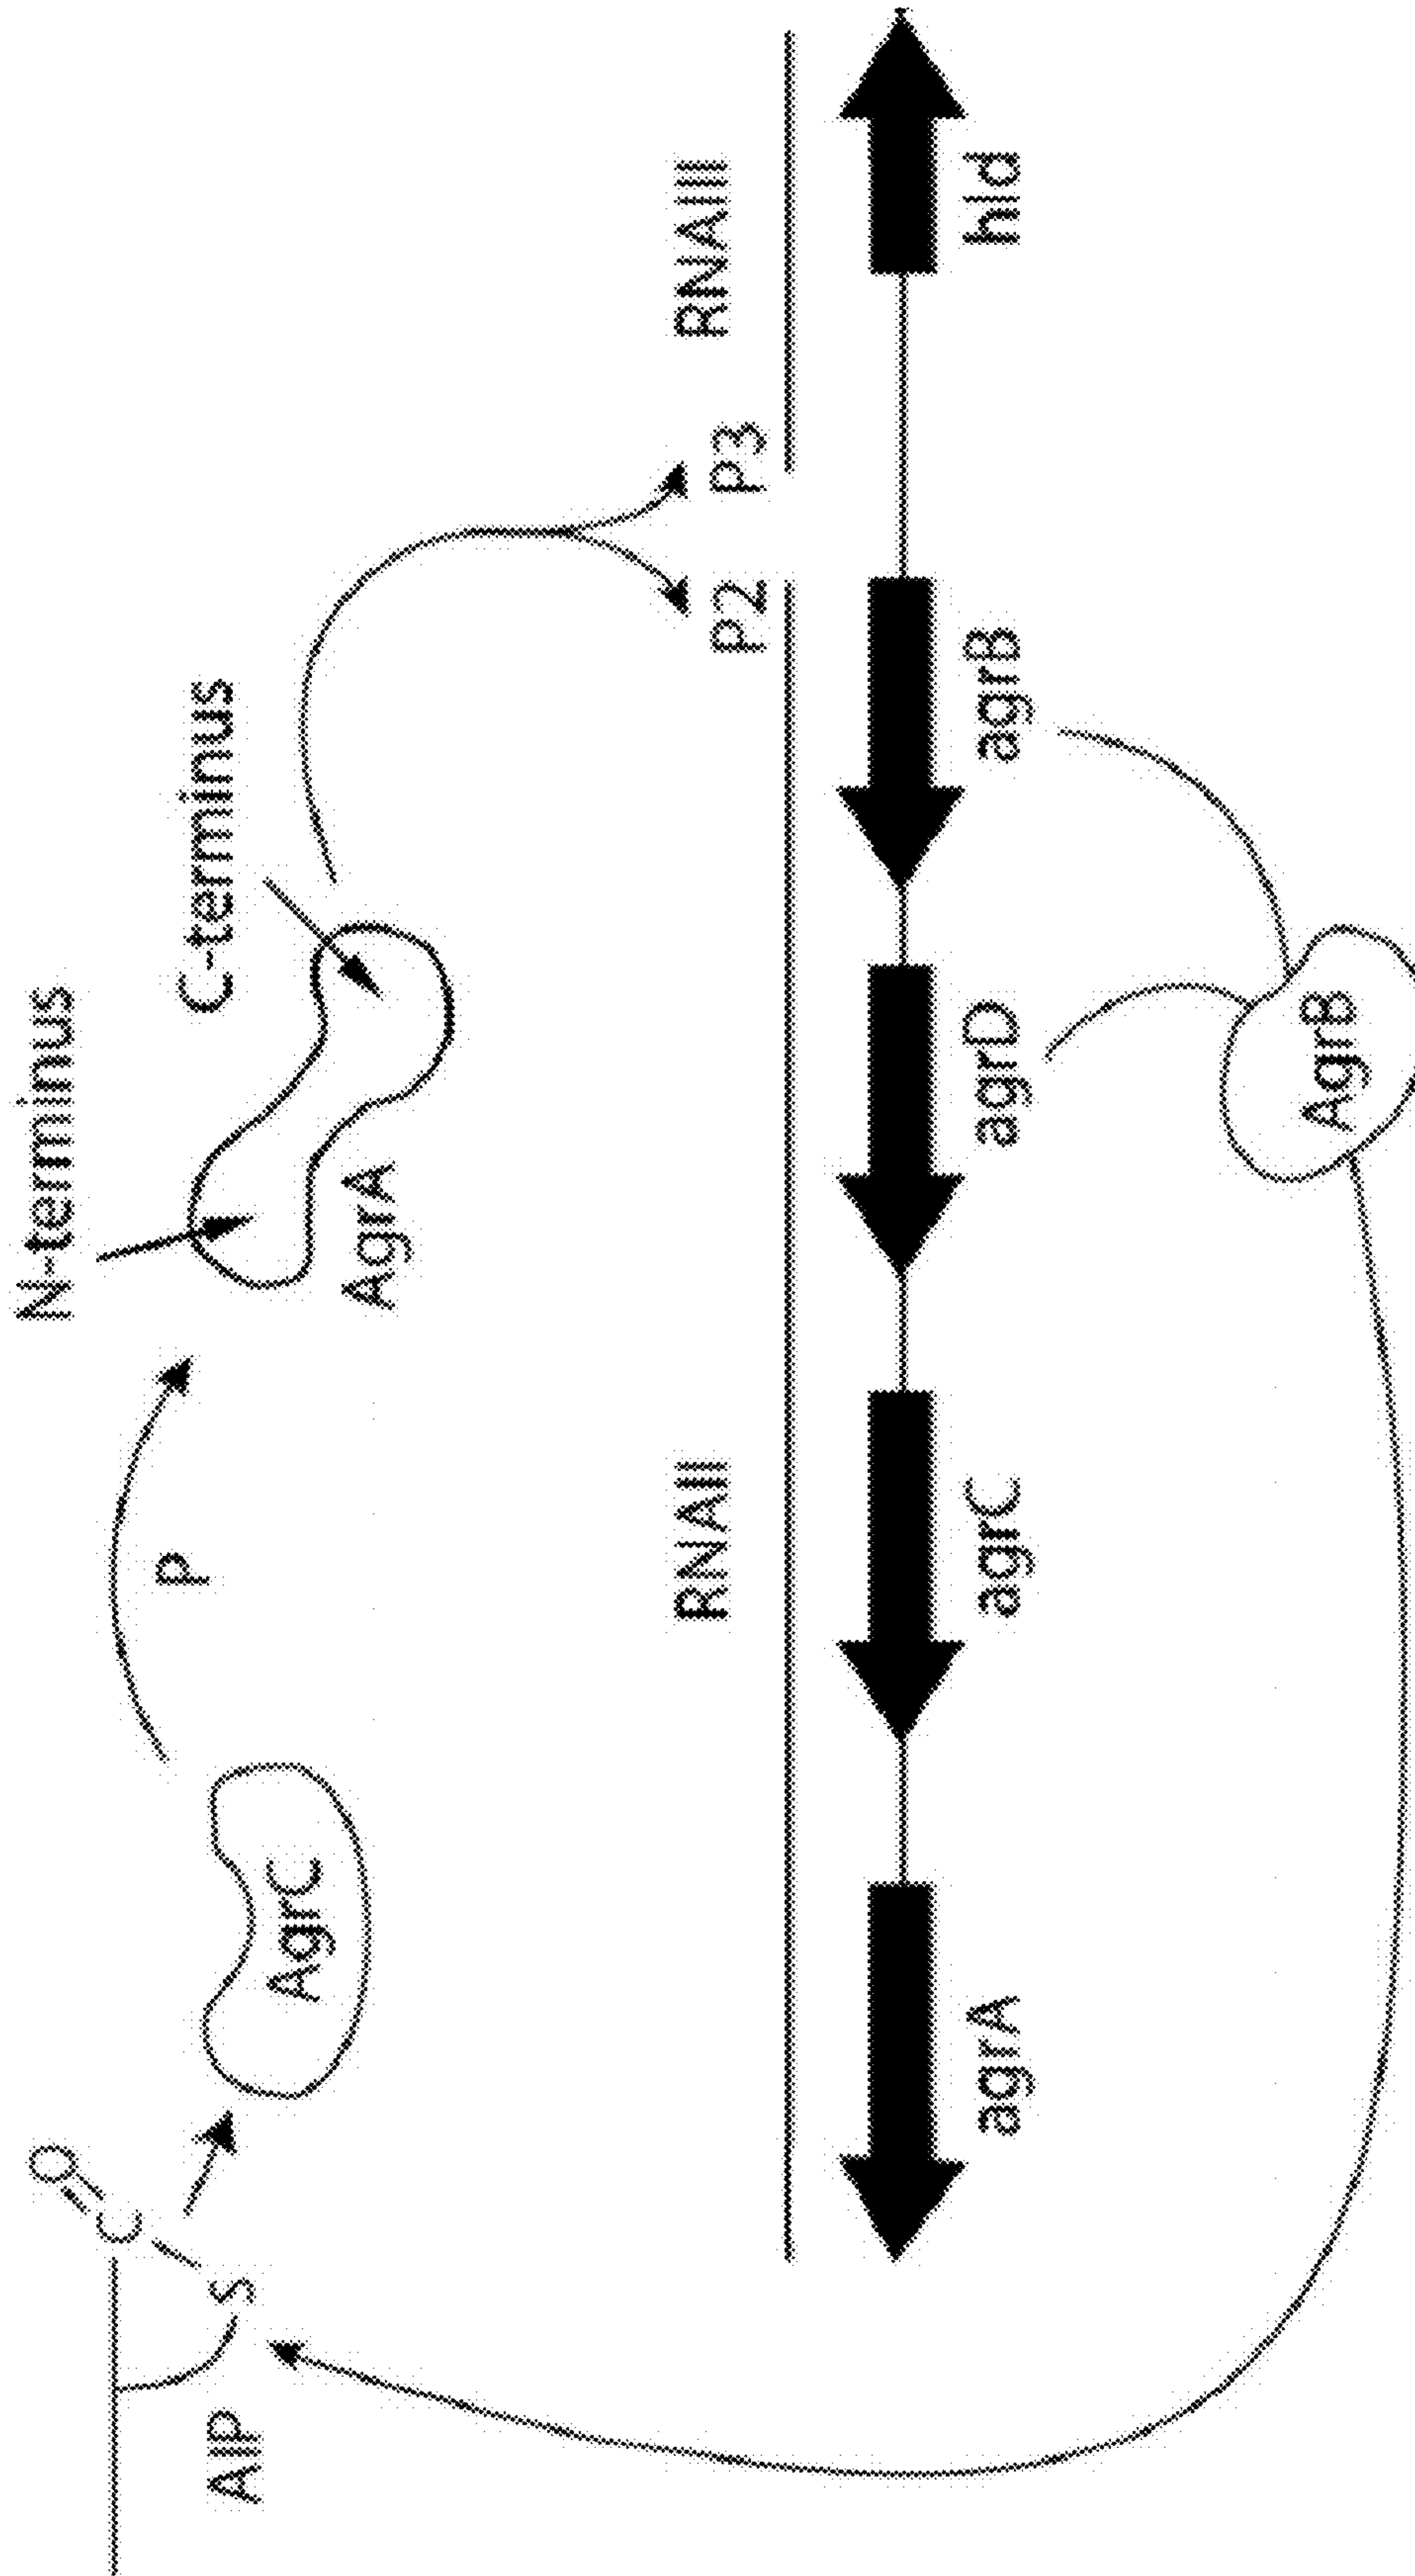 N-terminus
C-terminus
P
AgrA
AgrC
O
C
S
AIP
P2
P3
RNAII
RNAIII
agrA
agrC
agrD
agrB
hld
AgrB